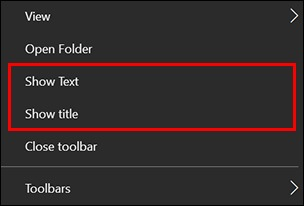 View
Open Folder
Show Text
Show title
Close toolbar
Toolbars